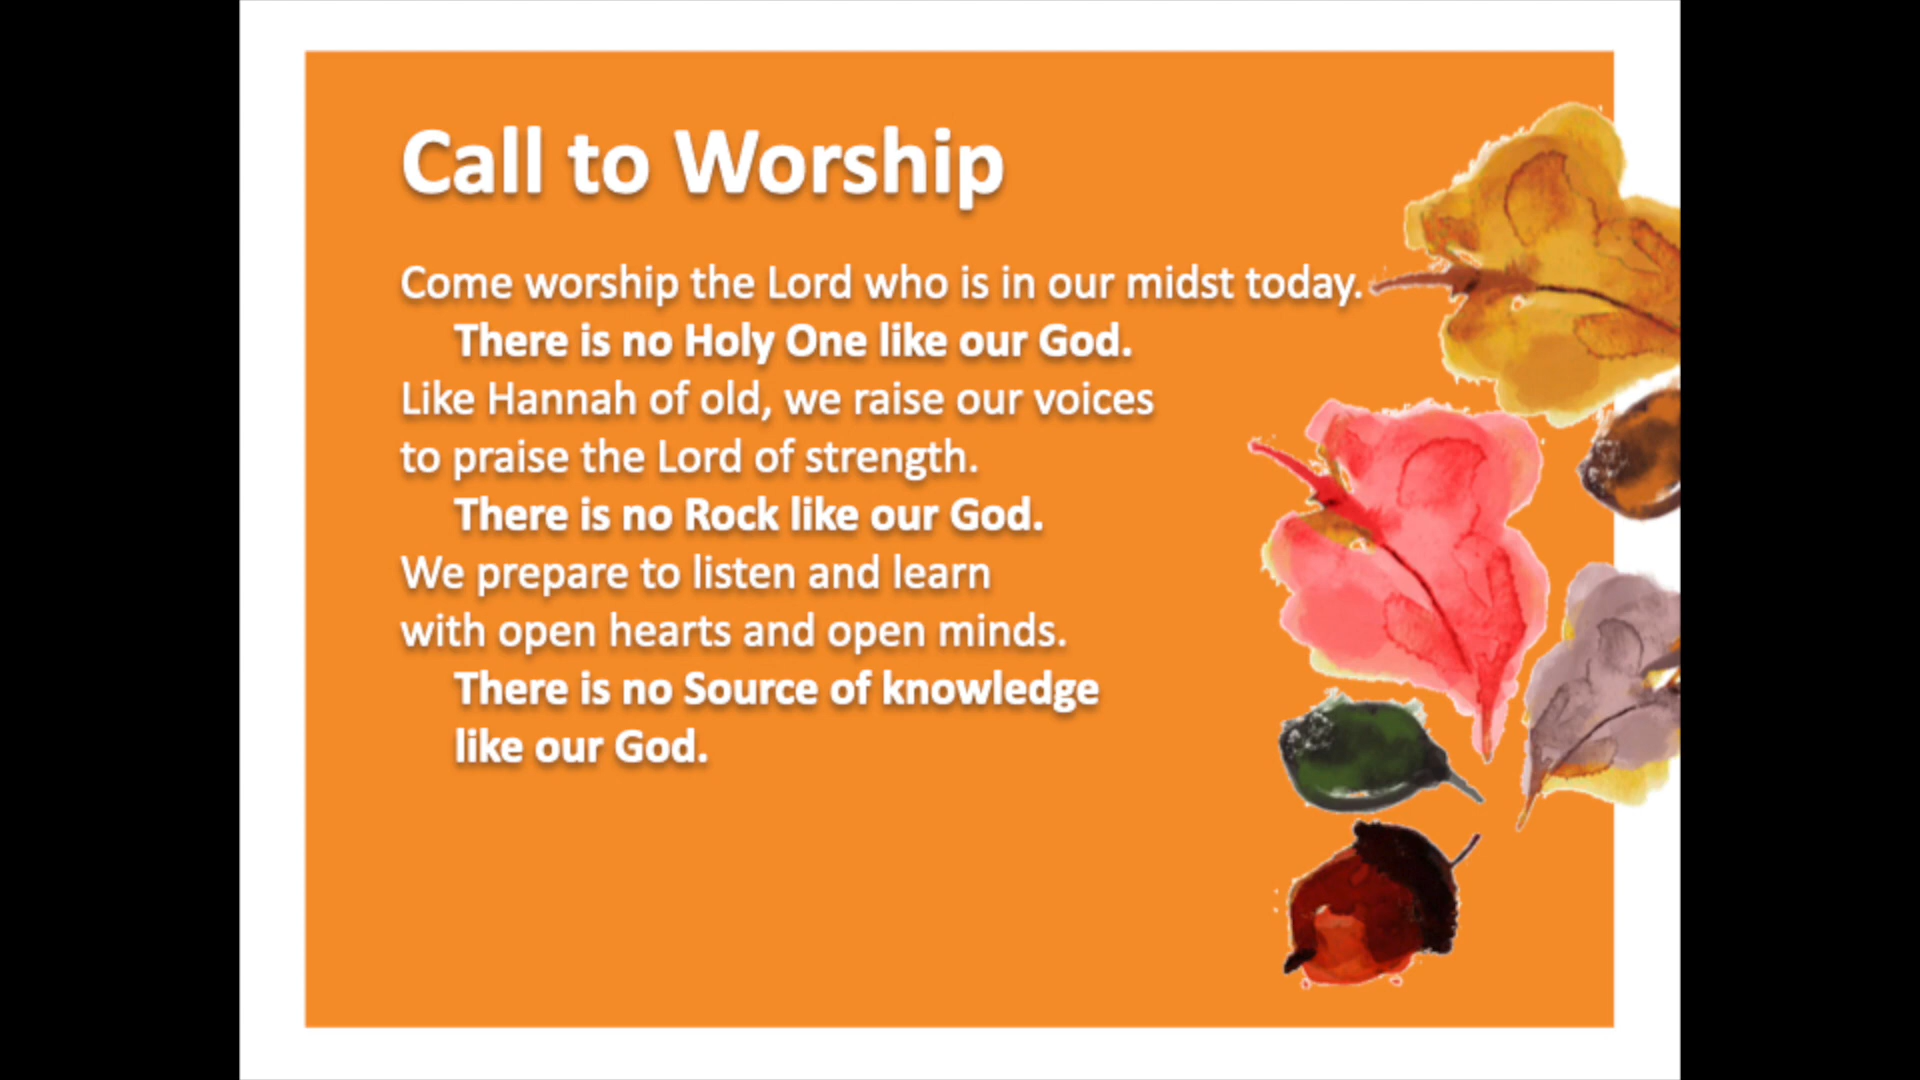 Call to Worship
Come worship the Lord who is in our midst today.
There is no Holy One like our God.
Like Hannah of old, we raise our voices
to praise the Lord of strength.
There is no Rock like our God.
We prepare to listen and learn
with open hearts and open minds.
There is no Source of knowledge
like our God.